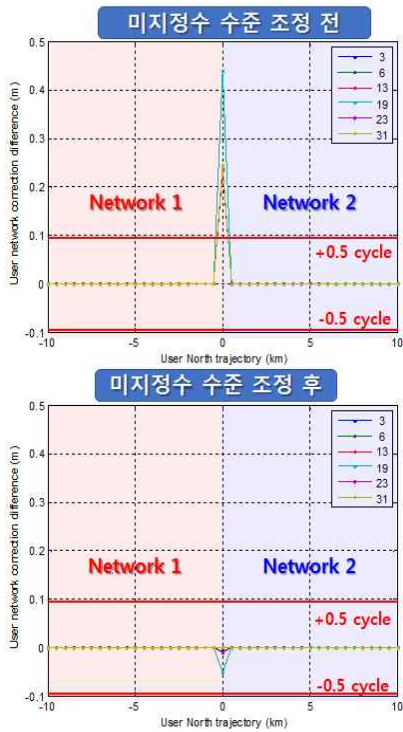 미지정수 수준 조정 전
0.5
0.4
0.3
0.2
0.1
0
-0.1
User network correction difference (m)
3
6
13
19
23
31
Network 1
Network 2
+0.5 cycle
-0.5 cycle
-10
-5
0
5
10
User North trajectory (km)
미지정수 수준 조정 후
0.5
0.4
0.3
0.2
0.1
0
-0.1
User network correction difference (m)
3
6
13
19
23
31
Network 1
Network 2
+0.5 cycle
-0.5 cycle
-10
-5
0
5
10
User North trajectory (km)